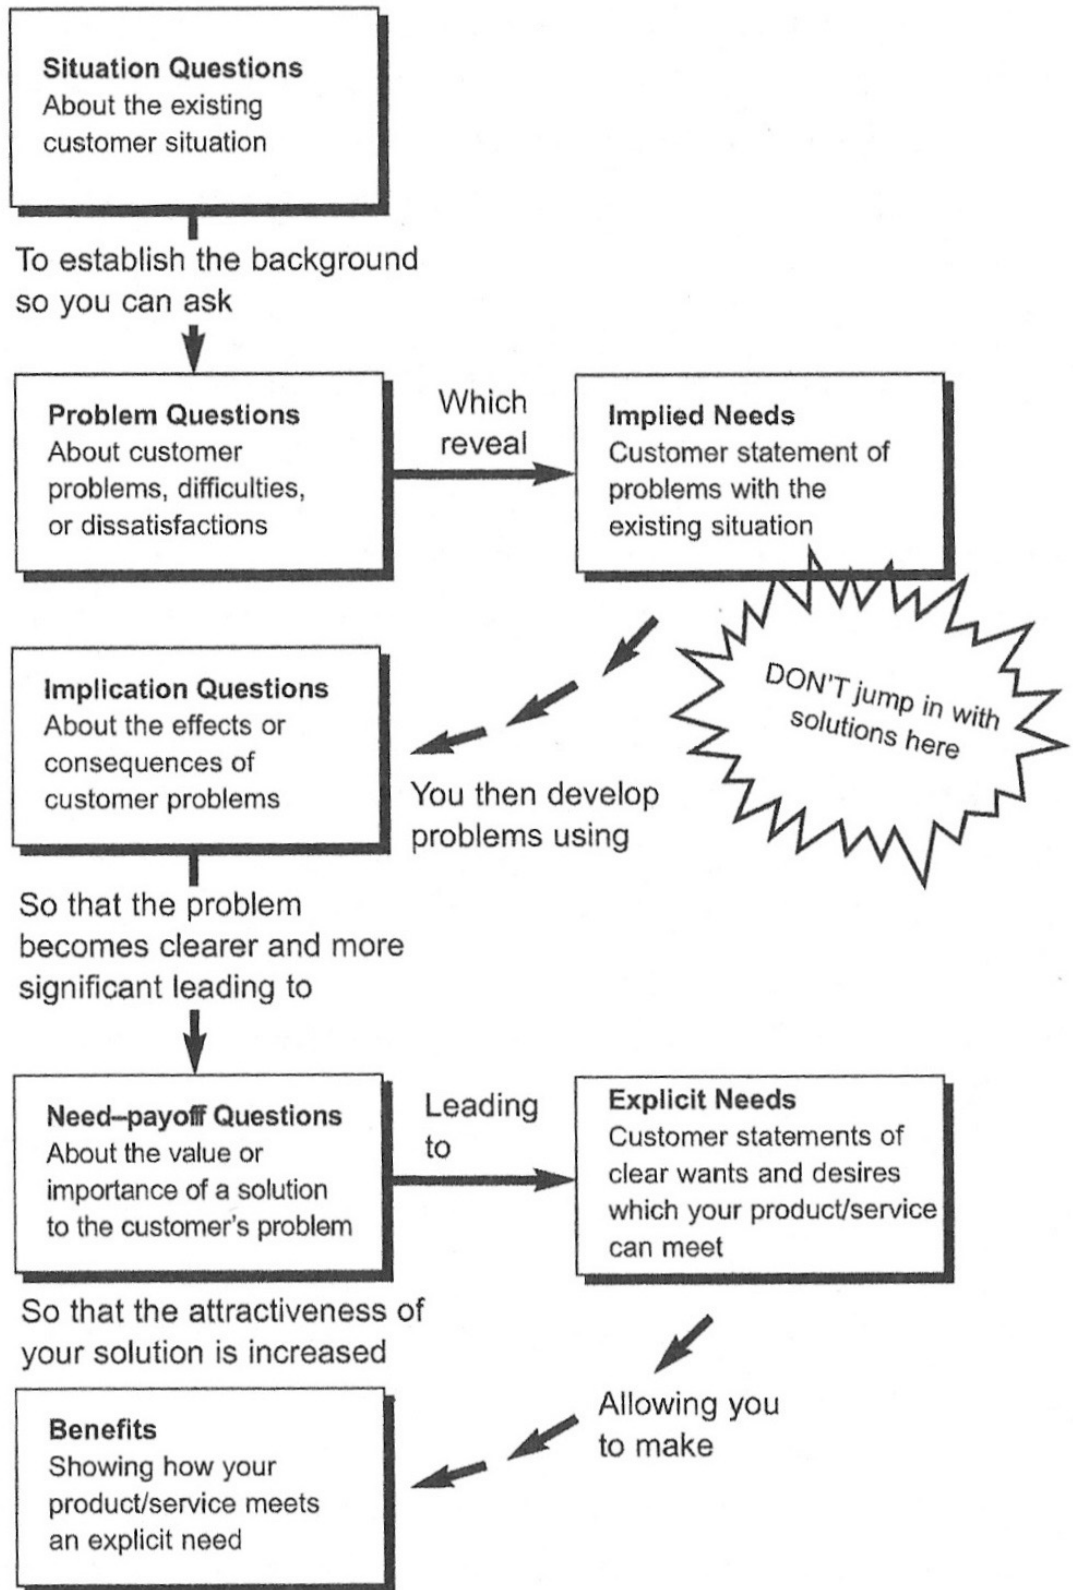 Situation Questions
About the existing
customer situation
To establish the background
so you can ask
Problem Questions
About customer
problems, difficulties,
or dissatisfactions
Which
reveal
Implied Needs
Customer statement of
problems with the
existing situation
DON'T jump in with
solutions here
Implication Questions
About the effects or
consequences of
customer problems
You then develop
problems using
So that the problem
becomes clearer and more
significant leading to
Need–payoff Questions
About the value or
importance of a solution
to the customer's problem
Leading
to
Explicit Needs
Customer statements of
clear wants and desires
which your product/service
can meet
So that the attractiveness of
your solution is increased
Allowing you
to make
Benefits
Showing how your
product/service meets
an explicit need